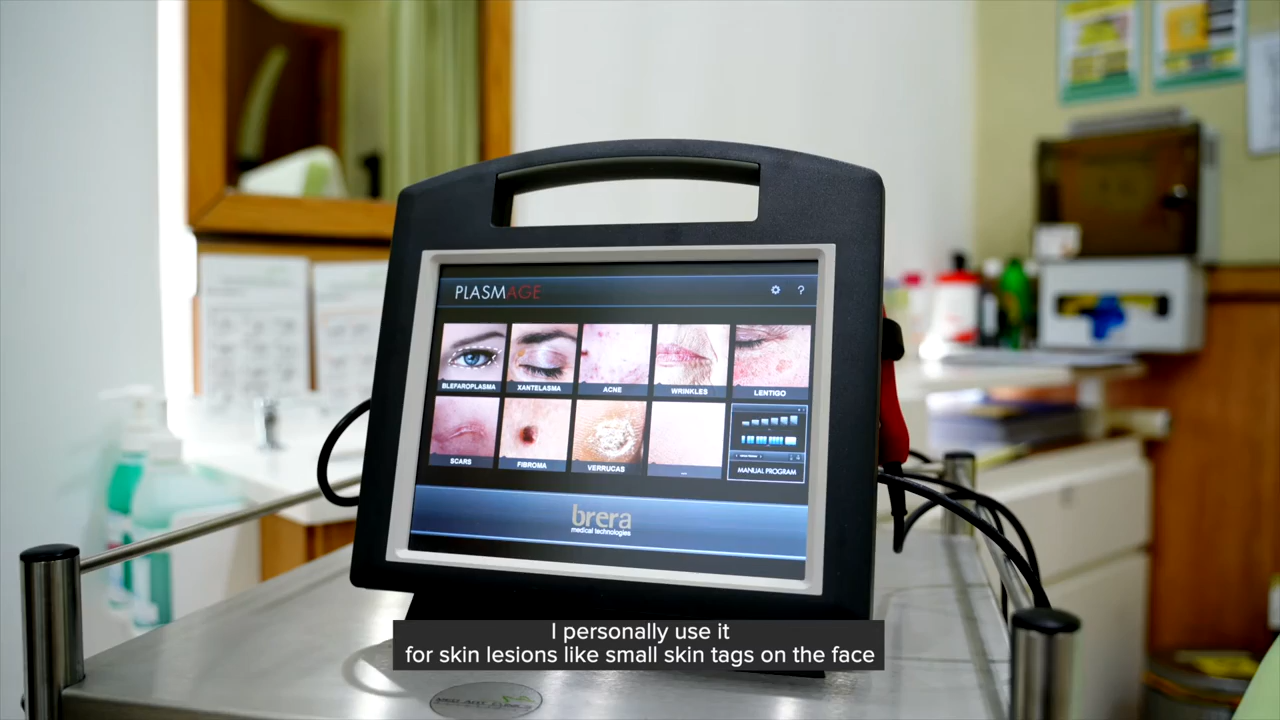 PLASMAGE
?
BLEFAROPLASMA
XANTELASMA
ACNE
WRINKLES
LENTIGO
SCARS
FIBROMA
VERRUCAS
...
MANUAL PROGRAM
brera
medical technologies
I personally use it
for skin lesions like small skin tags on the face